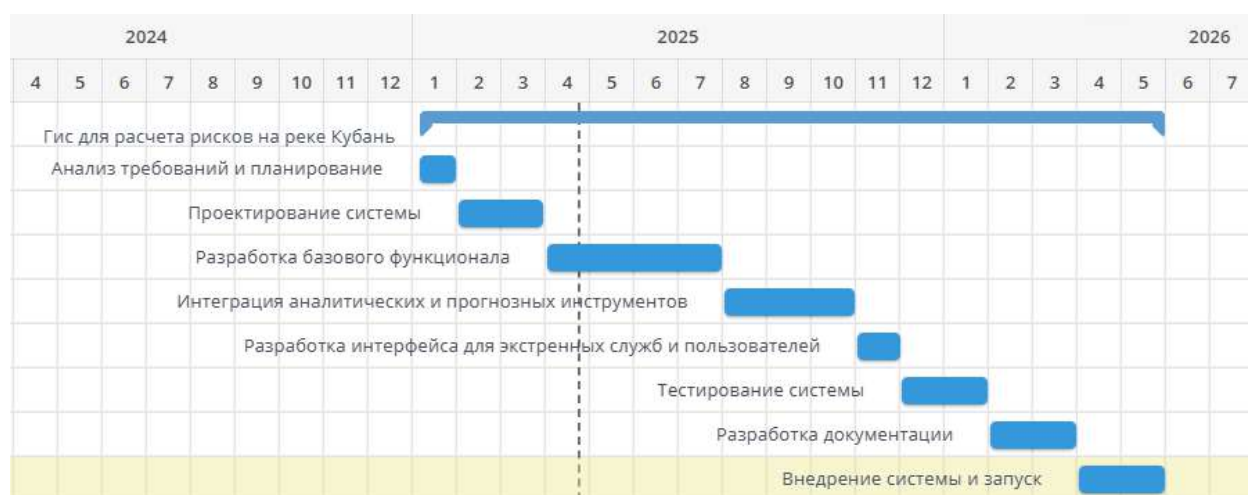 2024 2025 2026
4 5 6 7 8 9 10 11 12 1 2 3 4 5 6 7 8 9 10 11 12 1 2 3 4 5 6 7
Гис для расчета рисков на реке Кубань
Анализ требований и планирование
Проектирование системы
Разработка базового функционала
Интеграция аналитических и прогнозных инструментов
Разработка интерфейса для экстренных служб и пользователей
Тестирование системы
Разработка документации
Внедрение системы и запуск